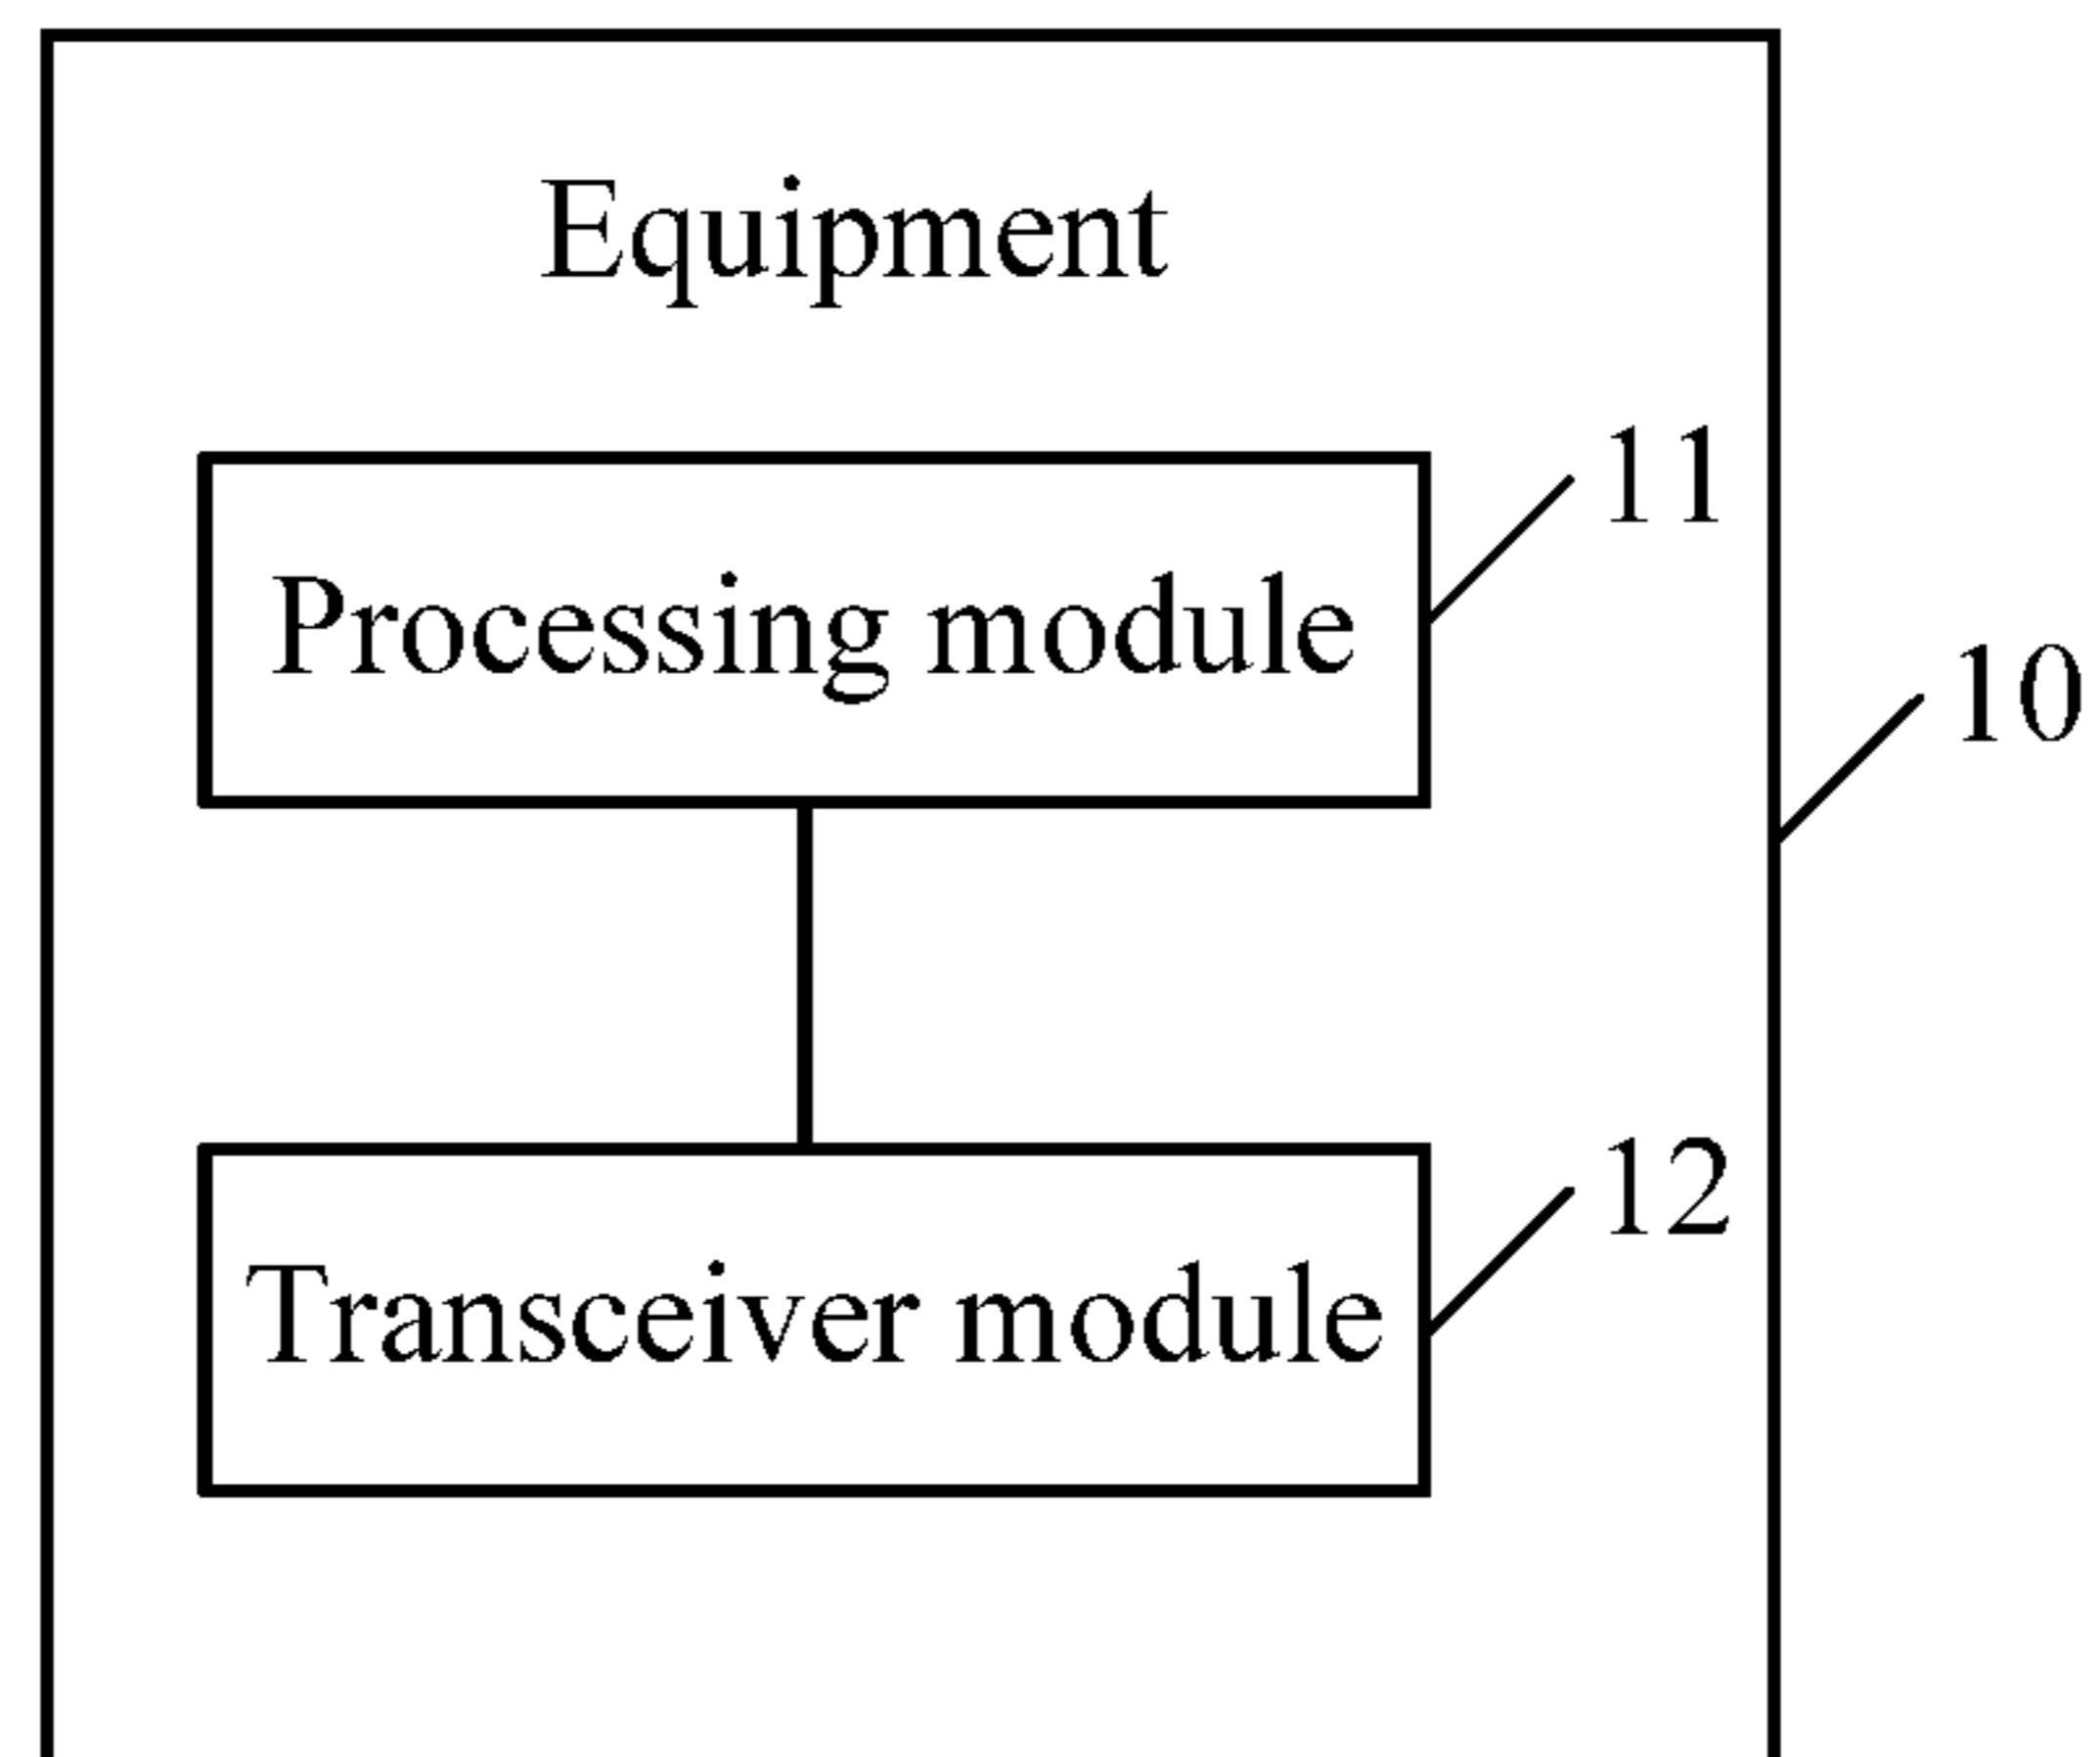 Equipment
11
Processing module
10
12
Transceiver module